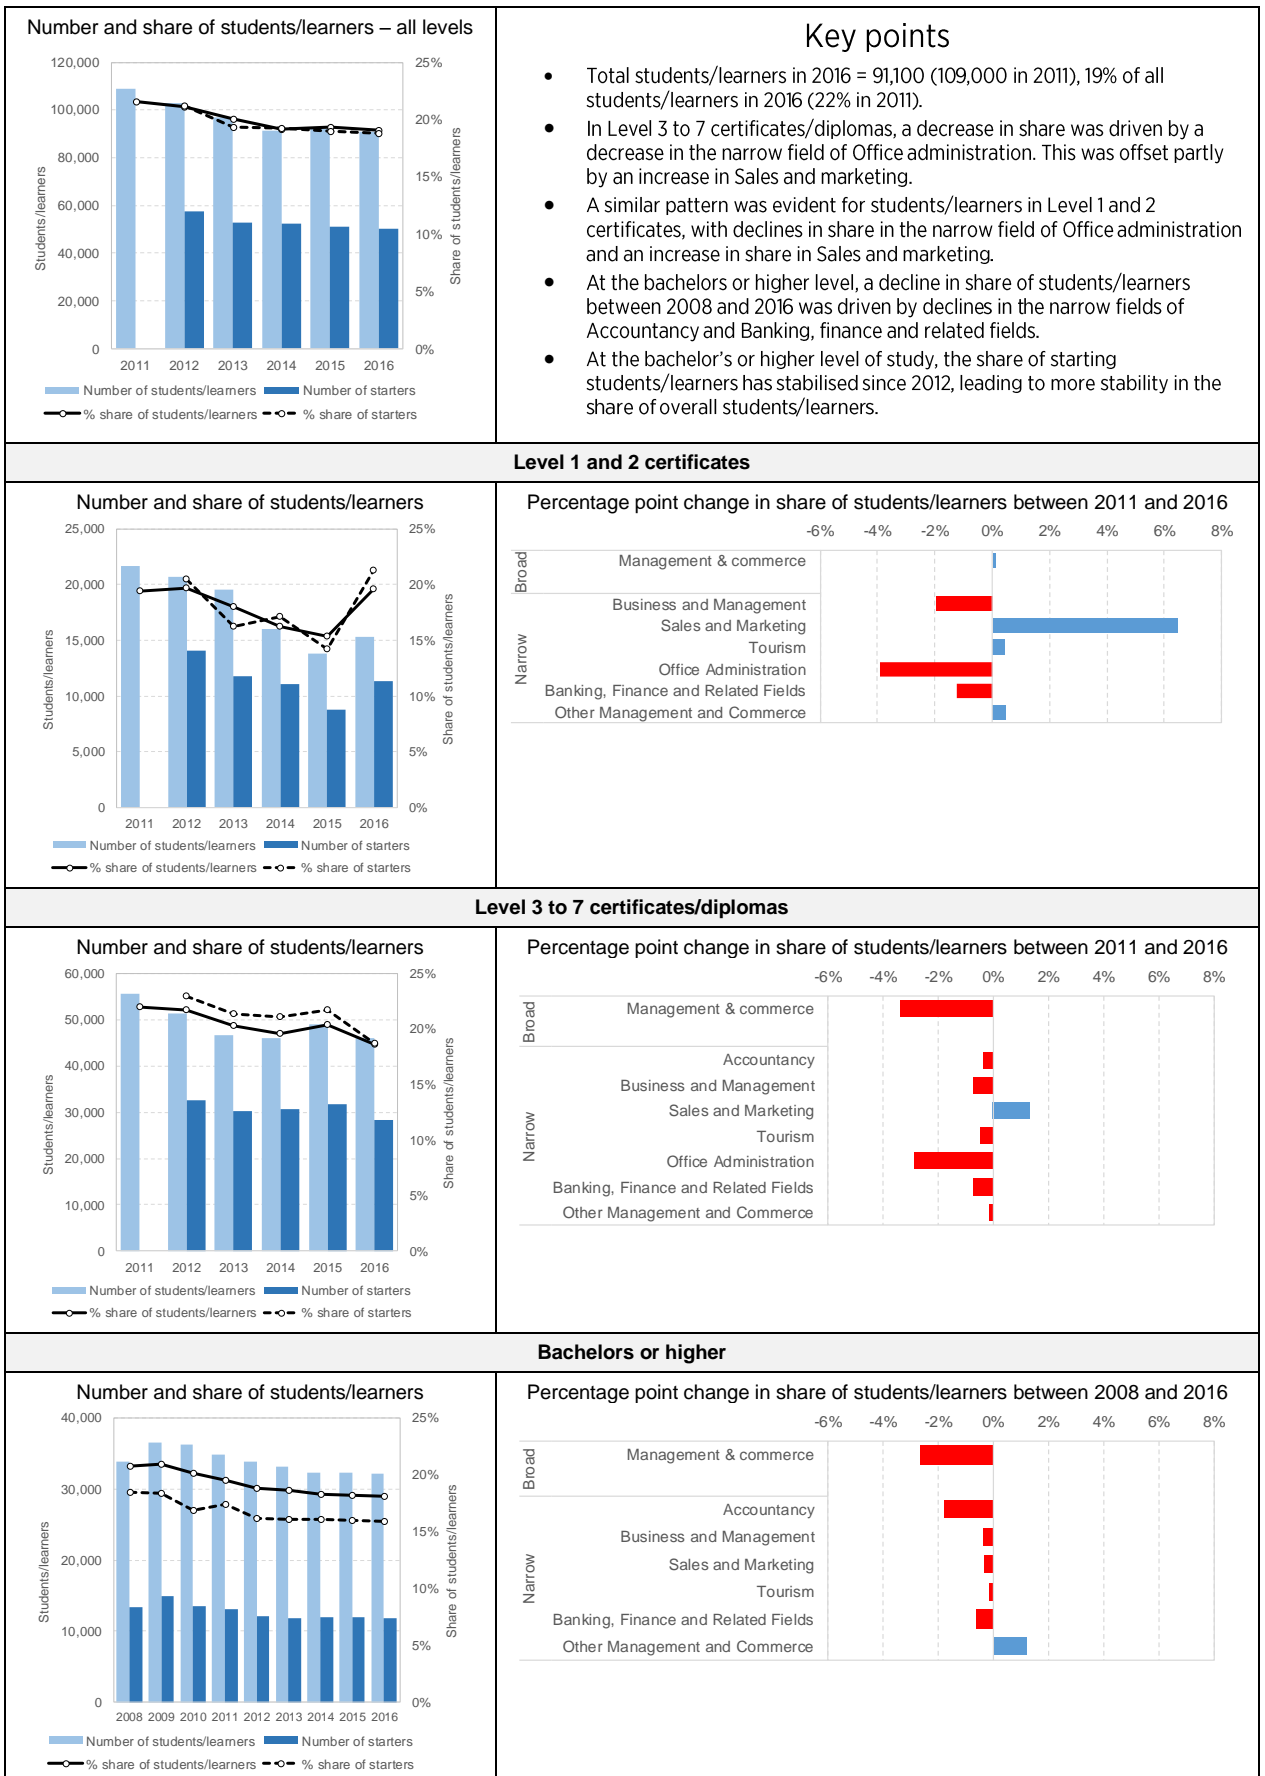 Number and share of students/learners – all levels
120,000
100,000
80,000
60,000
40,000
20,000
0
25%
20%
15%
10%
5%
0%
Students/learners
Share of students/learners
2011 2012 2013 2014 2015 2016
Number of students/learners Number of starters
% share of students/learners % share of starters
Key points
• Total students/learners in 2016 = 91,100 (109,000 in 2011), 19% of all
students/learners in 2016 (22% in 2011).
• In Level 3 to 7 certificates/diplomas, a decrease in share was driven by a
decrease in the narrow field of Office administration. This was offset partly
by an increase in Sales and marketing.
• A similar pattern was evident for students/learners in Level 1 and 2
certificates, with declines in share in the narrow field of Office administration
and an increase in share in Sales and marketing.
• At the bachelors or higher level, a decline in share of students/learners
between 2008 and 2016 was driven by declines in the narrow fields of
Accountancy and Banking, finance and related fields.
• At the bachelor's or higher level of study, the share of starting
students/learners has stabilised since 2012, leading to more stability in the
share of overall students/learners.
Level 1 and 2 certificates
Number and share of students/learners
25,000
20,000
15,000
10,000
5,000
0
25%
20%
15%
10%
5%
0%
Students/learners
Share of students/learners
2011 2012 2013 2014 2015 2016
Number of students/learners Number of starters
% share of students/learners % share of starters
Percentage point change in share of students/learners between 2011 and 2016
-6% -4% -2% 0% 2% 4% 6% 8%
Broad
Management & commerce
Narrow
Business and Management
Sales and Marketing
Tourism
Office Administration
Banking, Finance and Related Fields
Other Management and Commerce
Level 3 to 7 certificates/diplomas
Number and share of students/learners
60,000
50,000
40,000
30,000
20,000
10,000
0
25%
20%
15%
10%
5%
0%
Students/learners
Share of students/learners
2011 2012 2013 2014 2015 2016
Number of students/learners Number of starters
% share of students/learners % share of starters
Percentage point change in share of students/learners between 2011 and 2016
-6% -4% -2% 0% 2% 4% 6% 8%
Broad
Management & commerce
Narrow
Accountancy
Business and Management
Sales and Marketing
Tourism
Office Administration
Banking, Finance and Related Fields
Other Management and Commerce
Bachelors or higher
Number and share of students/learners
40,000
30,000
20,000
10,000
0
25%
20%
15%
10%
5%
0%
Students/learners
Share of students/learners
2008 2009 2010 2011 2012 2013 2014 2015 2016
Number of students/learners Number of starters
% share of students/learners % share of starters
Percentage point change in share of students/learners between 2008 and 2016
-6% -4% -2% 0% 2% 4% 6% 8%
Broad
Management & commerce
Narrow
Accountancy
Business and Management
Sales and Marketing
Tourism
Banking, Finance and Related Fields
Other Management and Commerce